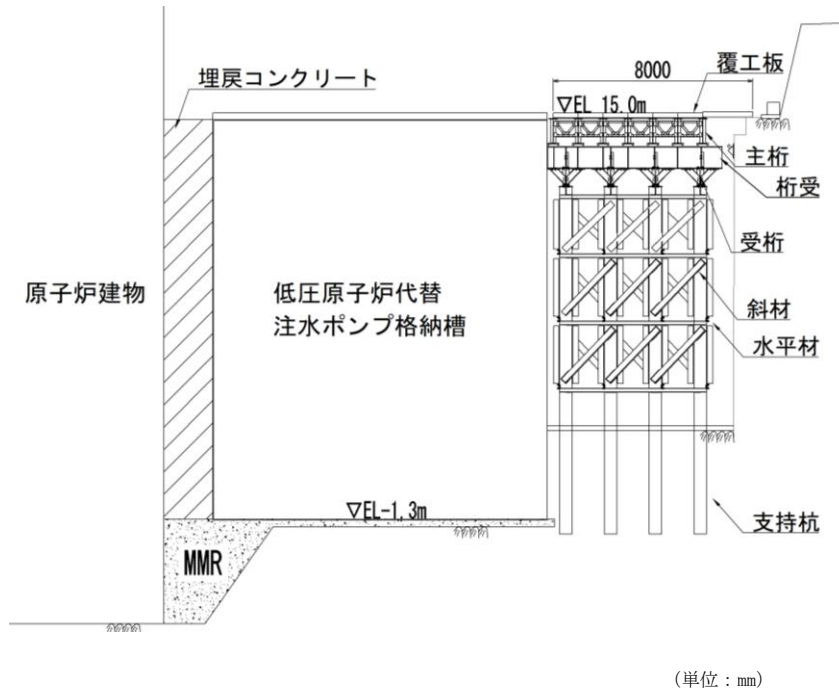 埋戻コンクリート
8000
覆工板
▽EL 15.0m
主桁
桁受
受桁
原子炉建物
低圧原子炉代替
注水ポンプ格納槽
斜材
水平材
▽EL-1.3m
支持杭
MMR
(単位:mm)